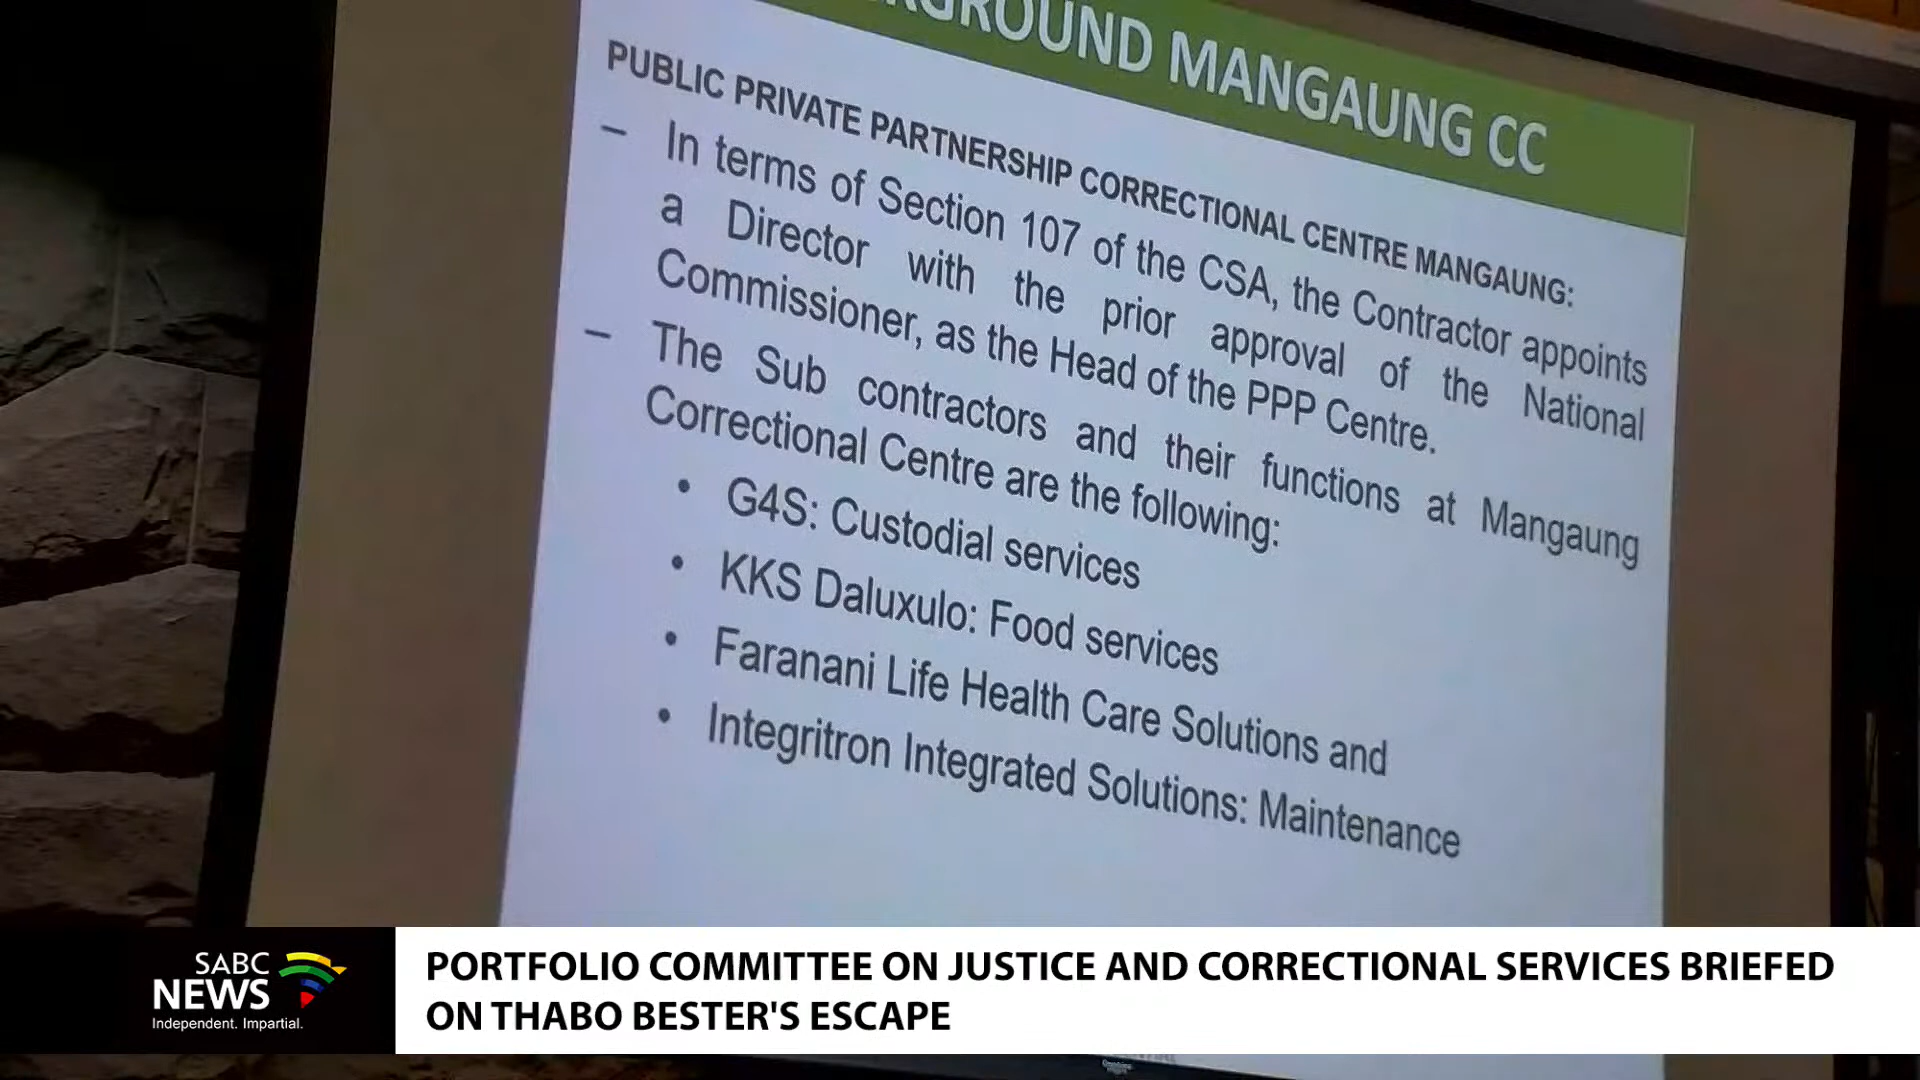 MANGAUNG CC
PUBLIC PRIVATE PARTNERSHIP CORRECTIONAL CENTRE MANGAUNG:
– In terms of Section 107 of the CSA, the Contractor appoints
a Director with the prior approval of the National
Commissioner, as the Head of the PPP Centre.
– The Sub contractors and their functions at Mangaung
Correctional Centre are the following:
• G4S: Custodial services
• KKS Daluxulo: Food services
• Faranani Life Health Care Solutions and
• Integritron Integrated Solutions: Maintenance
SABC
NEWS
Independent. Impartial.
PORTFOLIO COMMITTEE ON JUSTICE AND CORRECTIONAL SERVICES BRIEFED
ON THABO BESTER'S ESCAPE